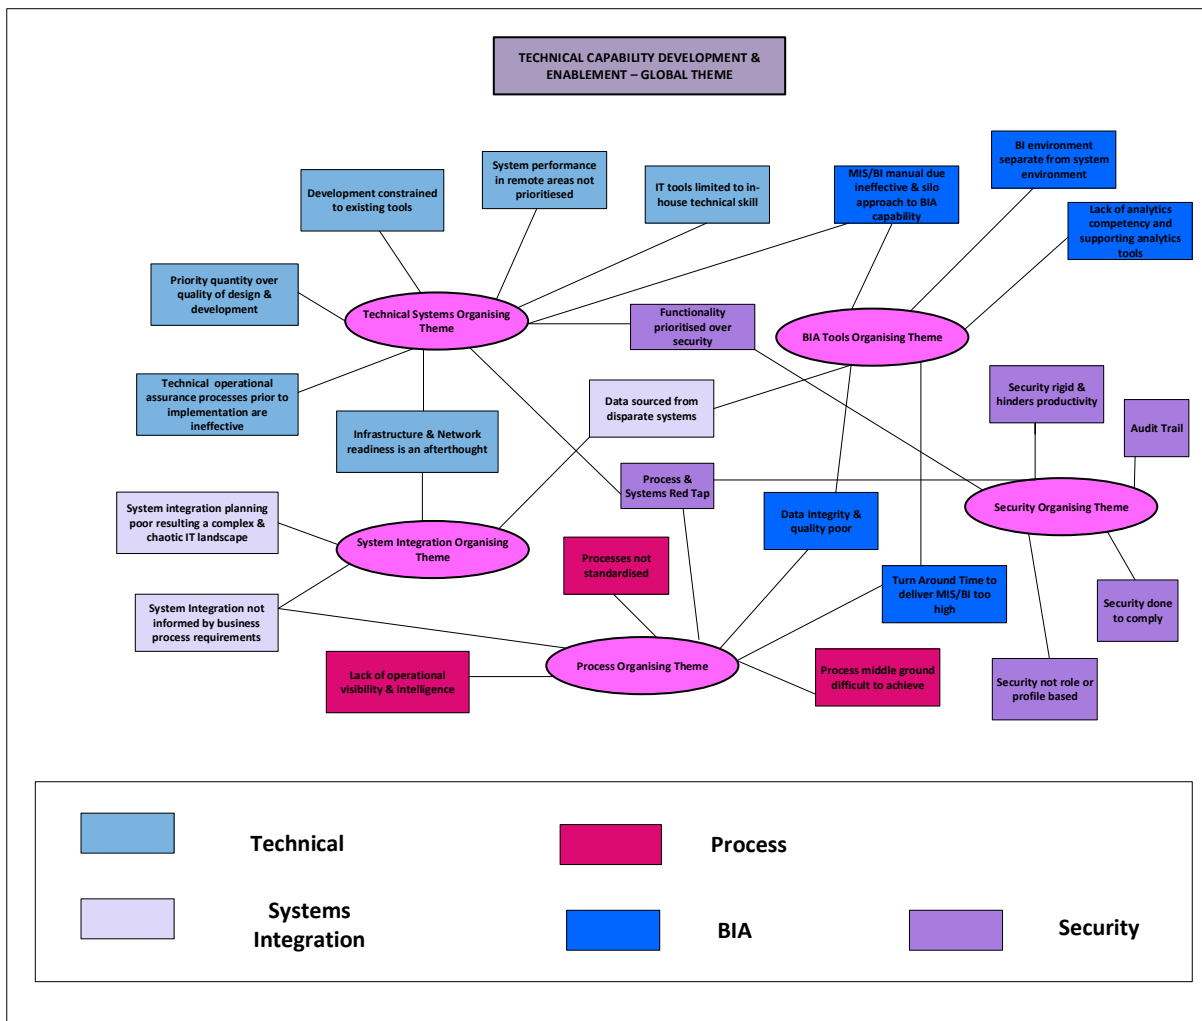 TECHNICAL CAPABILITY DEVELOPMENT &
ENABLEMENT – GLOBAL THEME
BI environment
separate from system
environment
System performance
in remote areas not
prioritiesed
Development constrained
to existing tools
IT tools limited to in-
house technical skill
MIS/BI manual due
ineffective & silo
approach to BIA
capability
Lack of analytics
competency and
supporting analytics
tools
Priority quantity over
quality of design &
development
Technical Systems Organising
Theme
Functionality
prioritised over
security
BIA Tools Organising Theme
Technical operational
assurance processes prior to
implementation are
ineffective
Data sourced from
disparate systems
Security rigid &
hinders productivity
Audit Trail
Infrastructure & Network
readiness is an afterthought
Process &
Systems Red Tap
System integration planning
poor resulting a complex &
chaotic IT landscape
System Integration Organising
Theme
Data Integrity &
quality poor
Security Organising Theme
Processes not
standardised
Turn Around Time to
deliver MIS/BI too
high
System Integration not
informed by business
process requirements
Security done
to comply
Lack of operational
visibility & intelligence
Process Organising Theme
Process middle ground
difficult to achieve
Security not role or
profile based
Technical
Process
Systems
Integration
BIA
Security